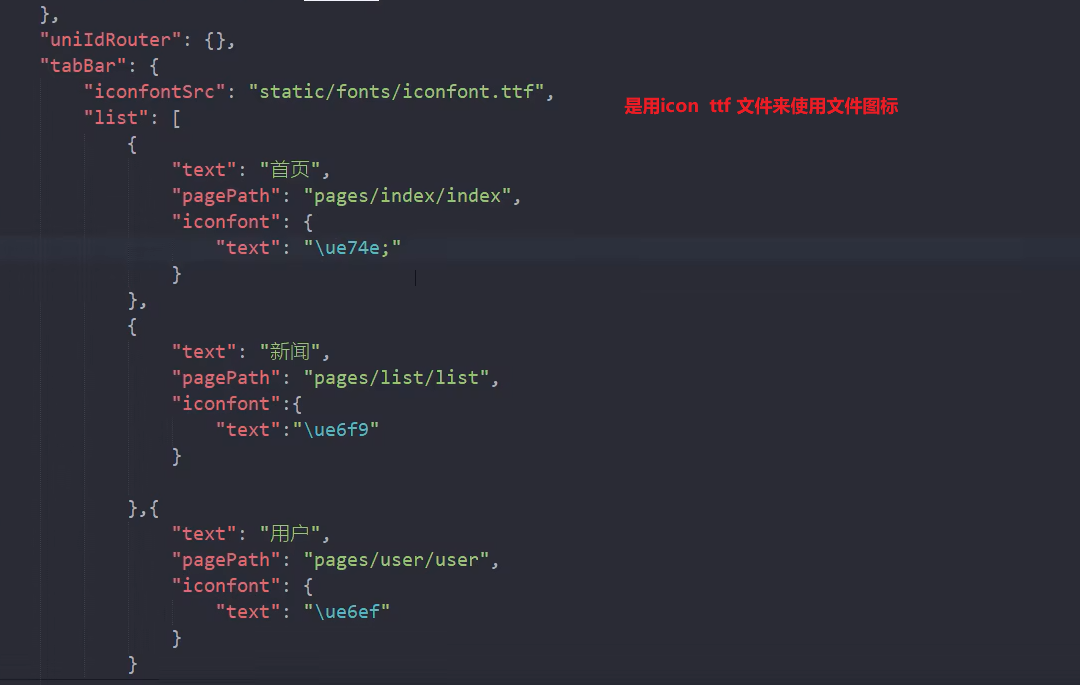 },
"uniIdRouter": {},
"tabBar": {
"iconfontSrc": "static/fonts/iconfont.ttf",
是用icon ttf 文件来使用文件图标
"list": [
{
"text": "首页",
"pagePath": "pages/index/index",
"iconfont": {
"text": "\ue74e;"
}
},
{
"text": "新闻",
"pagePath": "pages/list/list",
"iconfont":{
"text":"\ue6f9"
}
},{
"text": "用户",
"pagePath": "pages/user/user",
"iconfont": {
"text": "\ue6ef"
}
}